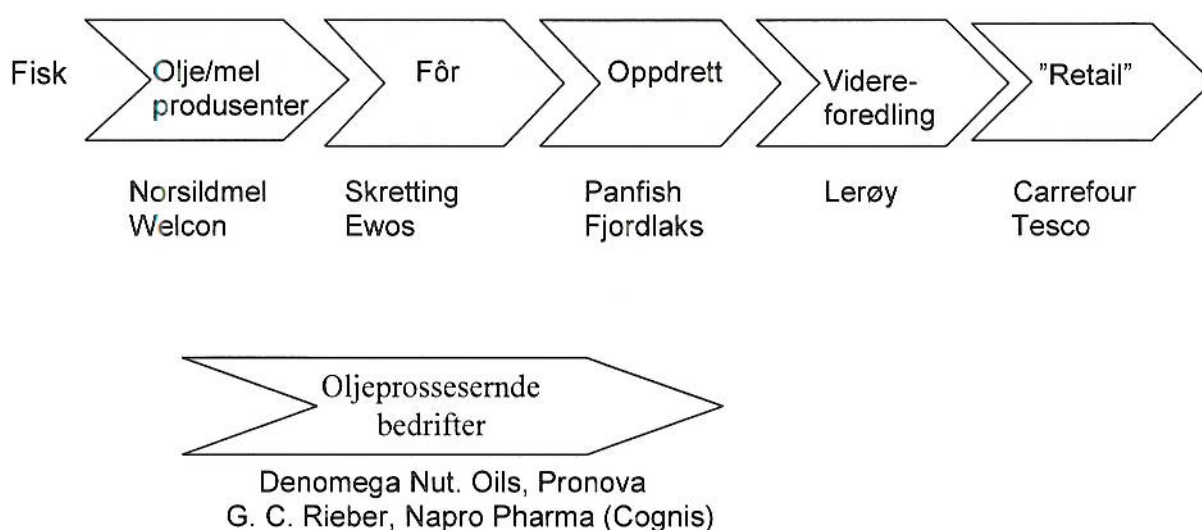 Fisk
Olje/mel
produsenter
Fôr
Oppdrett
Videre-
foredling
”Retail”
Norsildmel
Welcon
Skretting
Ewos
Panfish
Fjordlaks
Lerøy
Carrefour
Tesco
Oljeprossesernde
bedrifter
Denomega Nut. Oils, Pronova
G. C. Rieber, Napro Pharma (Cognis)